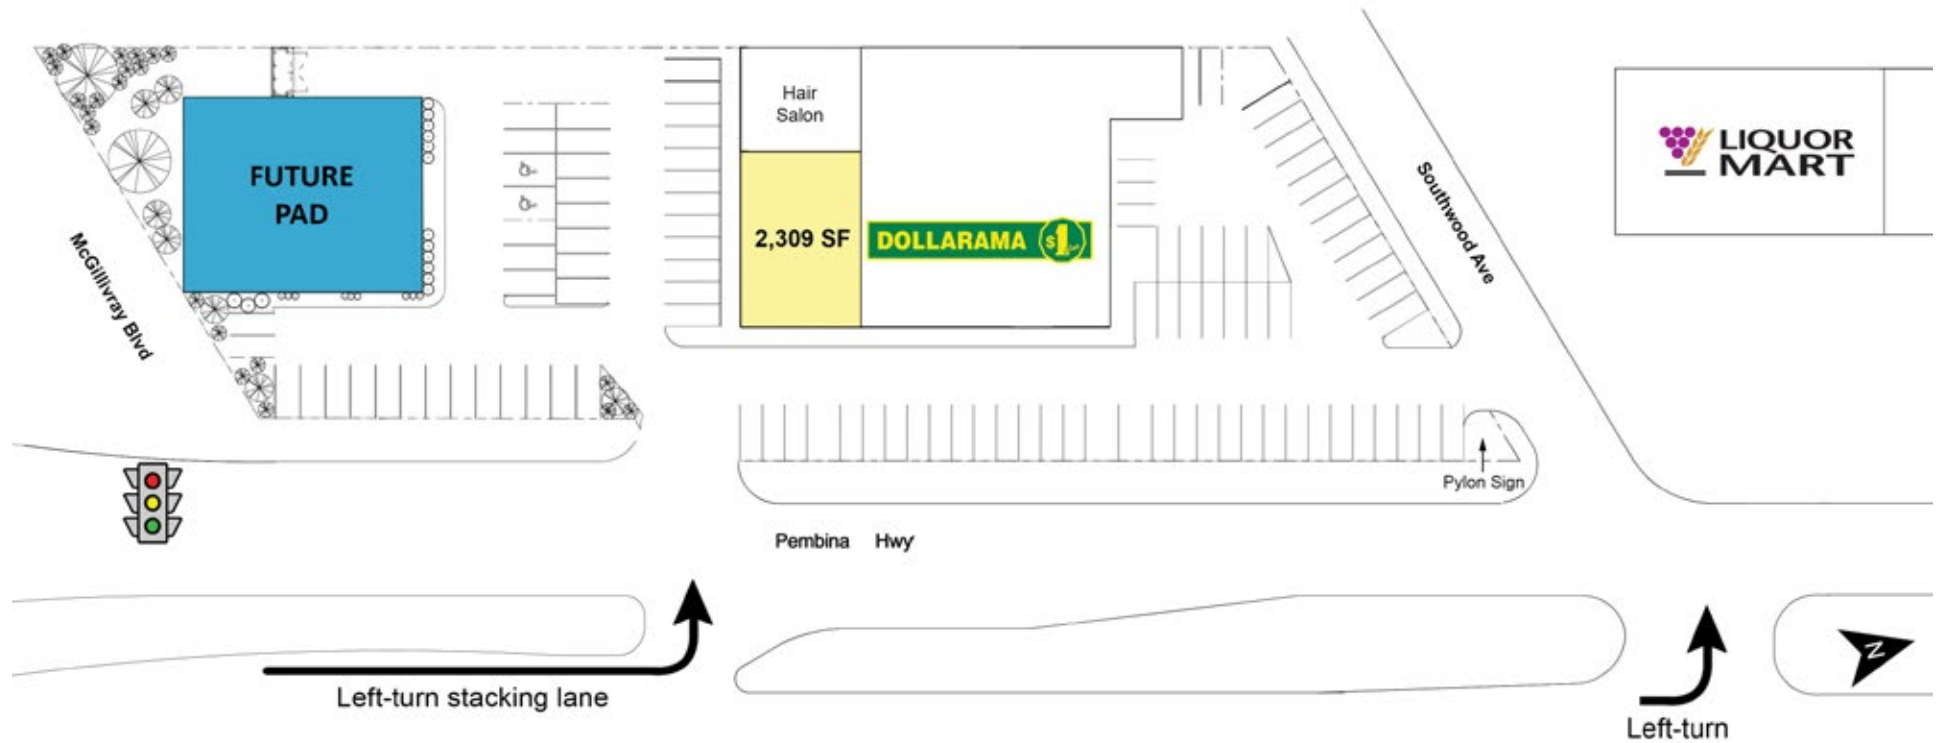 Hair
Salon
FUTURE
PAD
2,309 SF
DOLLARAMA $1
LIQUOR
MART
Southwood Ave
McGillivray Blvd
Pylon Sign
Pembina Hwy
Left-turn stacking lane
Left-turn
N